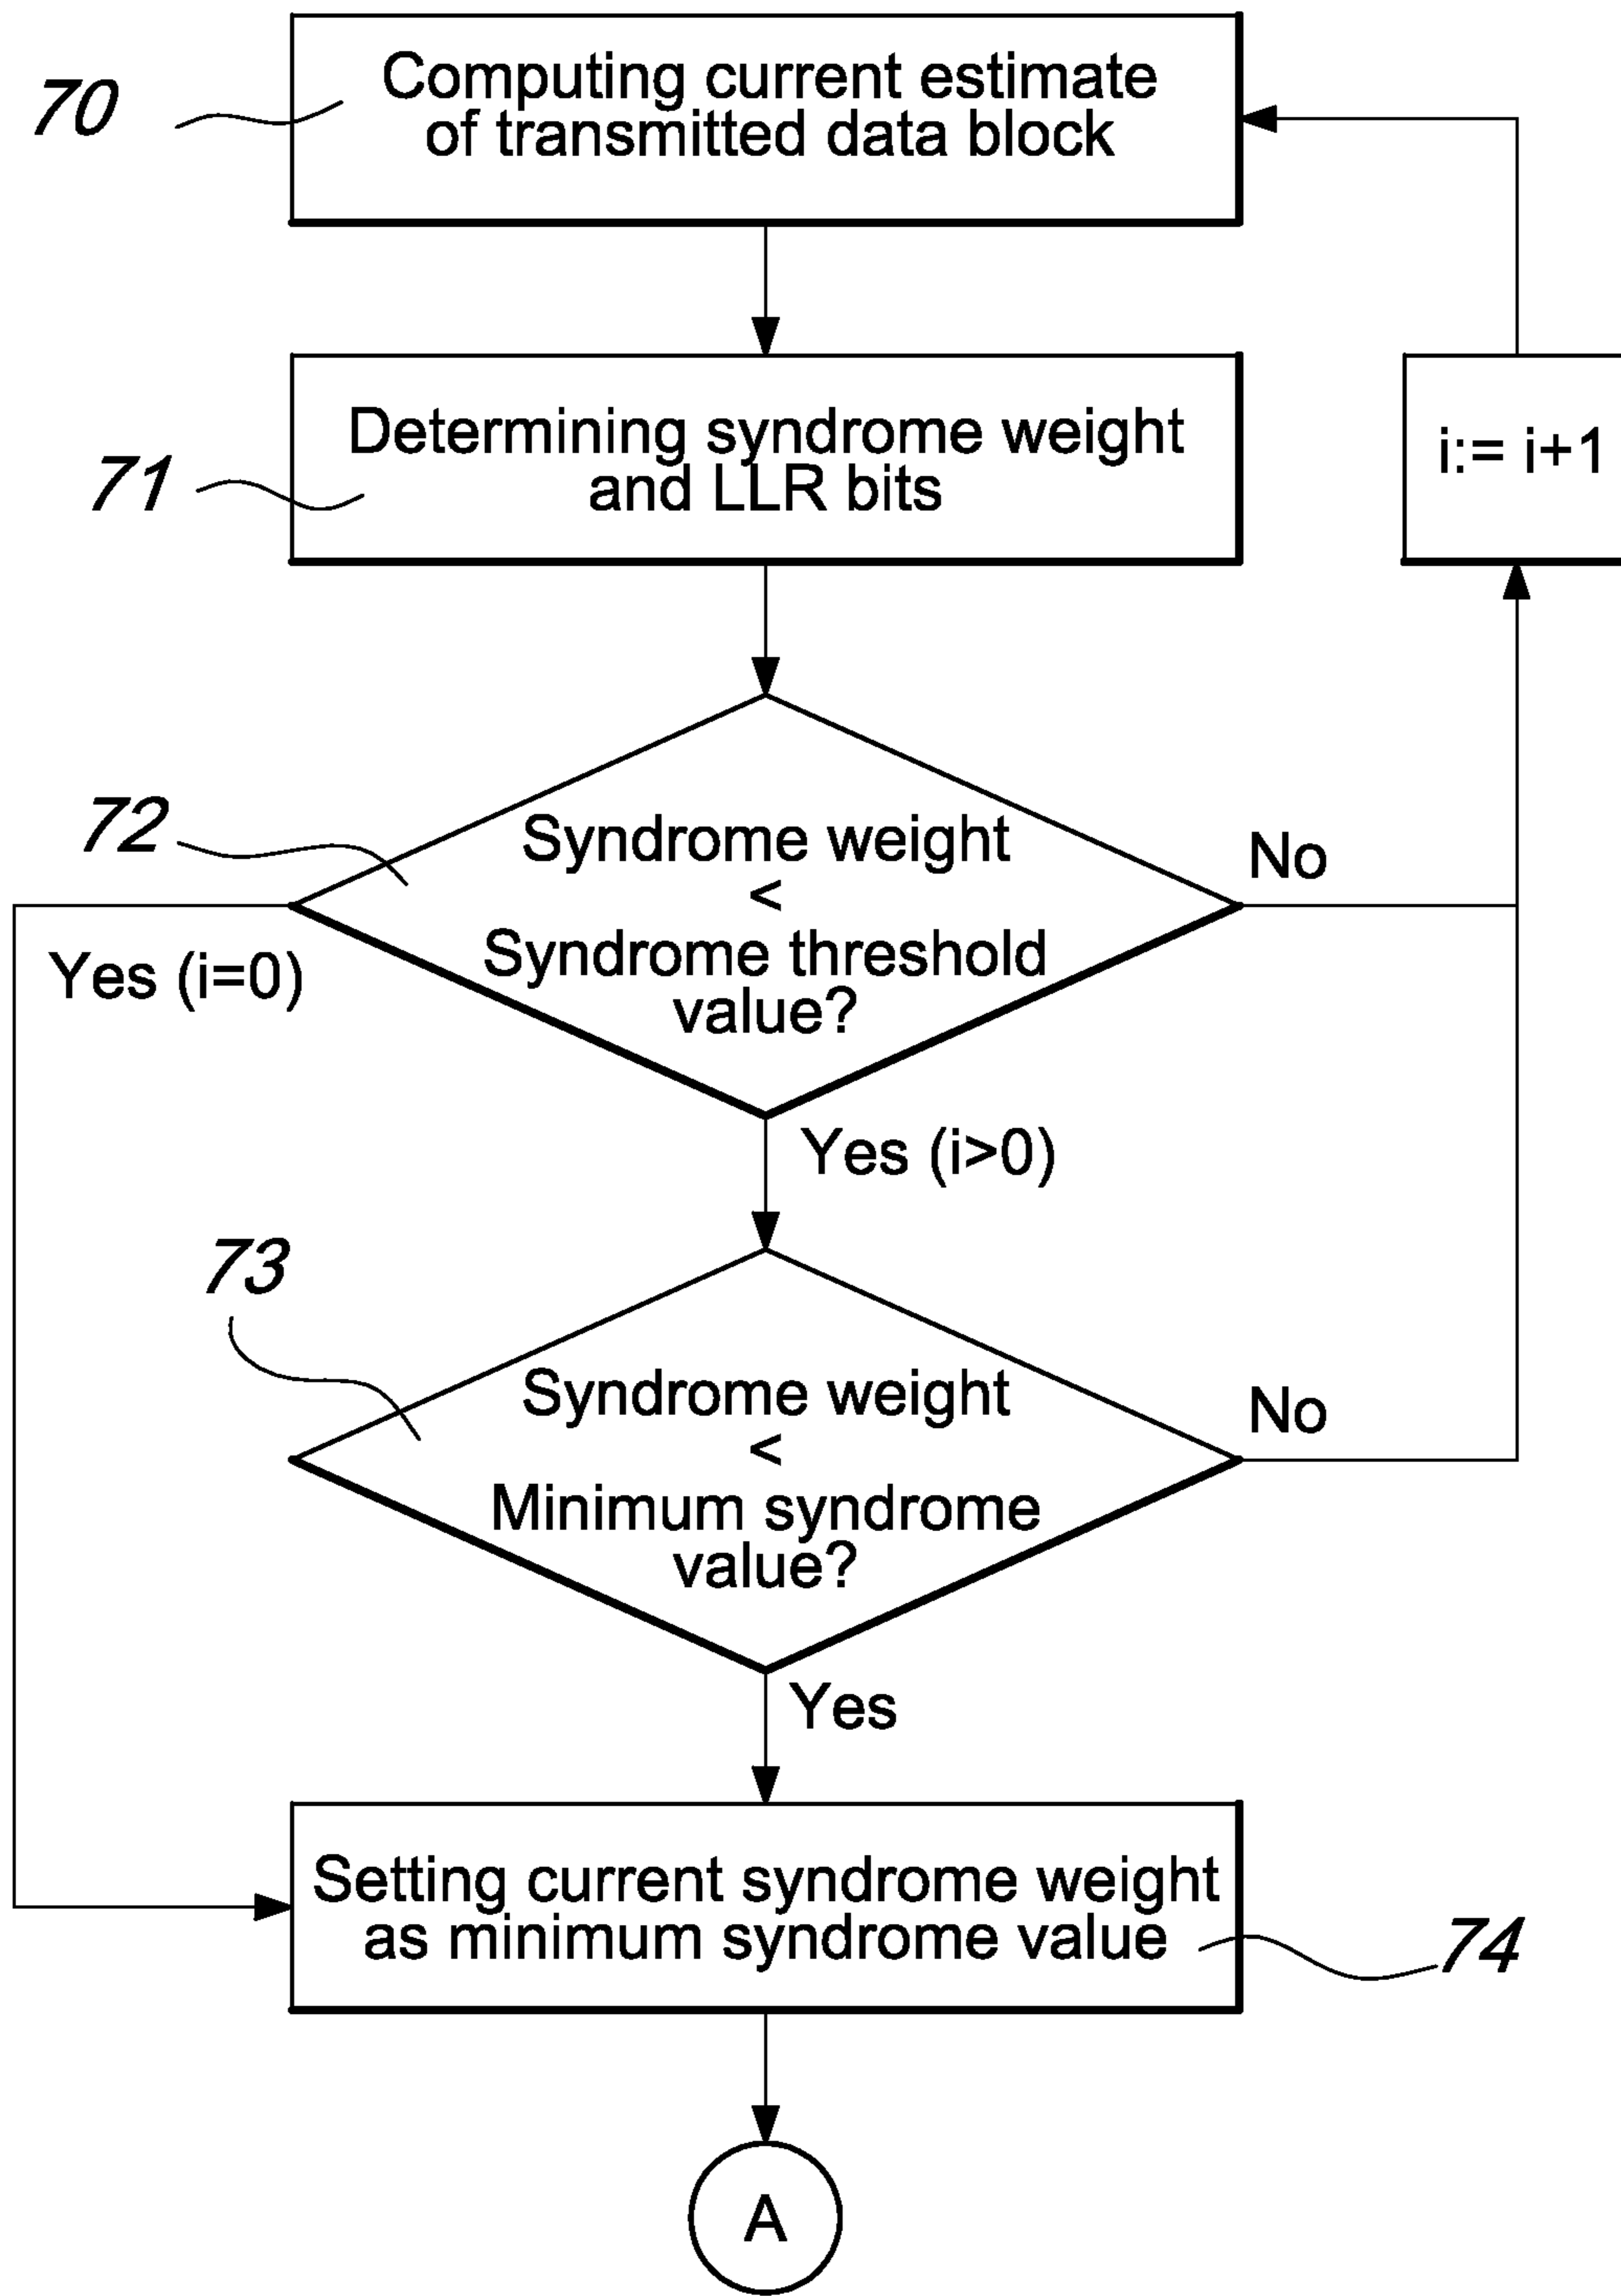 Computing current estimate
of transmitted data block
70
Determining syndrome weight
and LLR bits
71
i:= i+1
Syndrome weight
<
Syndrome threshold
value?
72
No
Yes (i=0)
Yes (i>0)
73
Syndrome weight
<
Minimum syndrome
value?
No
Yes
Setting current syndrome weight
as minimum syndrome value
74
A